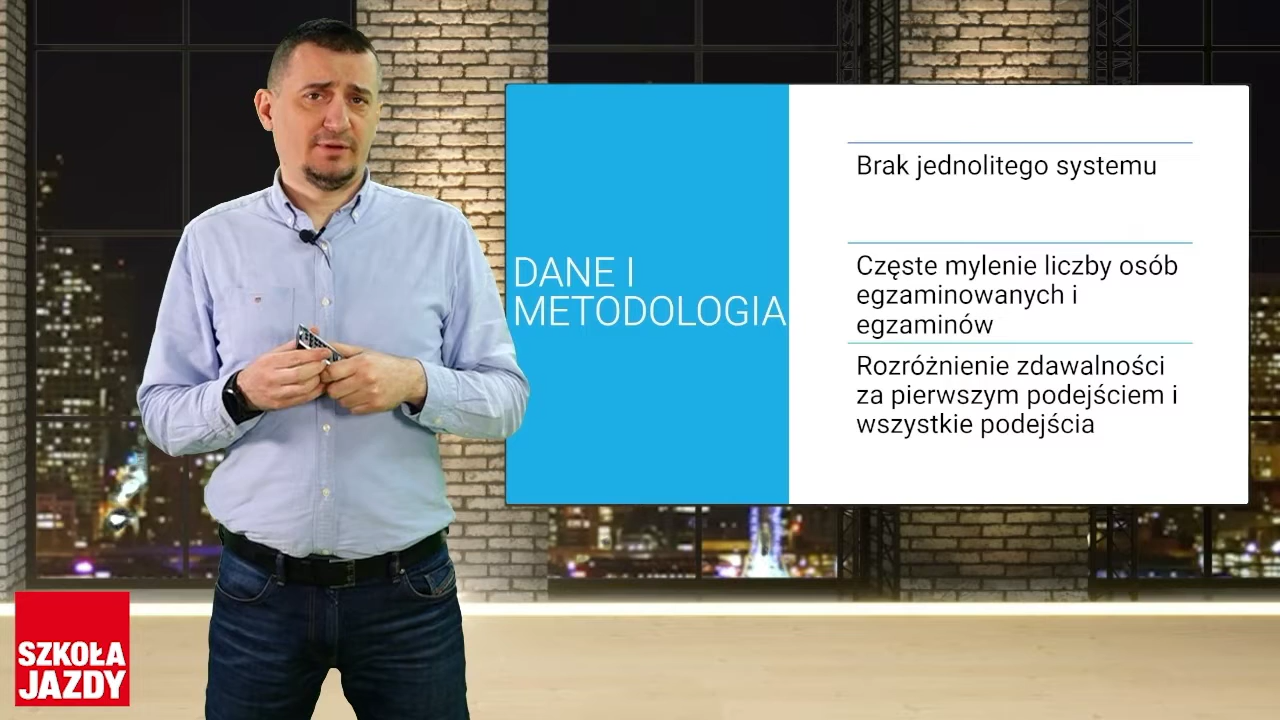 DANE I
METODOLOGIA
Brak jednolitego systemu
Częste mylenie liczby osób
egzaminowanych i
egzaminów
Rozróżnienie zdawalności
za pierwszym podejściem i
wszystkie podejścia
SZKOŁA
JAZDY